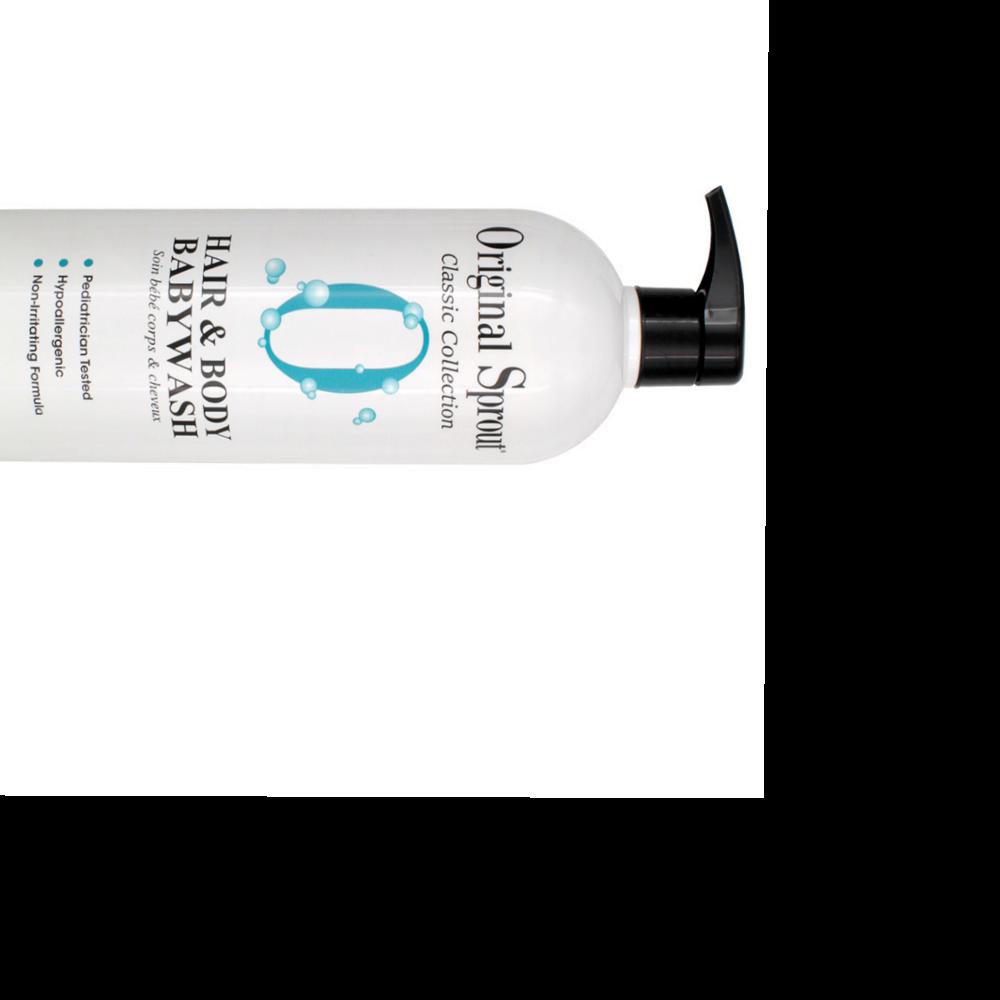 Original Sprout
Classic Collection
HAIR & BODY
BABYWASH
Soin bébé corps & cheveux
Pediatrician Tested
Hypoallergenic
Non-Irritating Formula